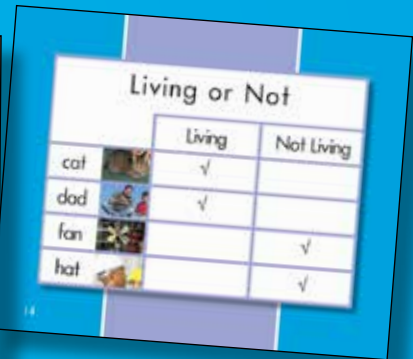 Living or Not
Living Not Living
cat √
dad √
fan √
hat √
14